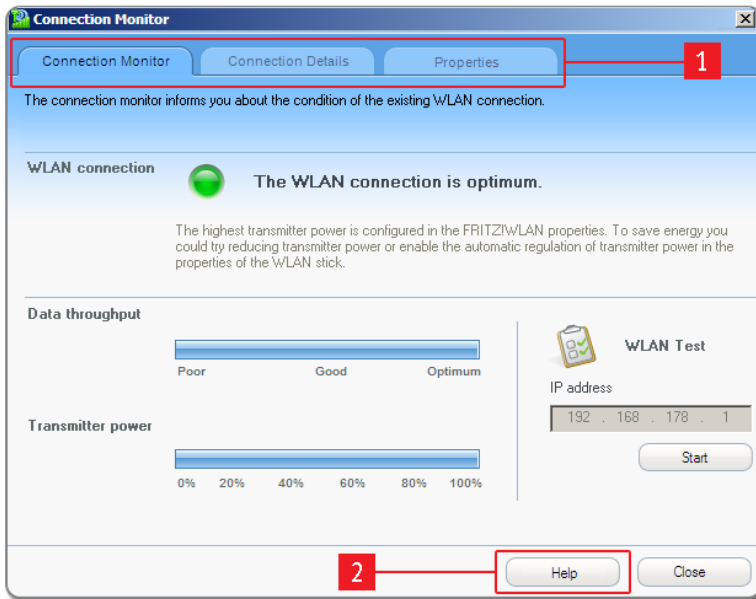 Connection Monitor
Connection Monitor
Connection Details
Properties
1
The connection monitor informs you about the condition of the existing WLAN connection.
WLAN connection
The WLAN connection is optimum.
The highest transmitter power is configured in the FRITZ!WLAN properties. To save energy you
could try reducing transmitter power or enable the automatic regulation of transmitter power in the
properties of the WLAN stick.
Data throughput
Poor Good Optimum
Transmitter power
0% 20% 40% 60% 80% 100%
WLAN Test
IP address
192 . 168 . 178 . 1
Start
2
Help
Close